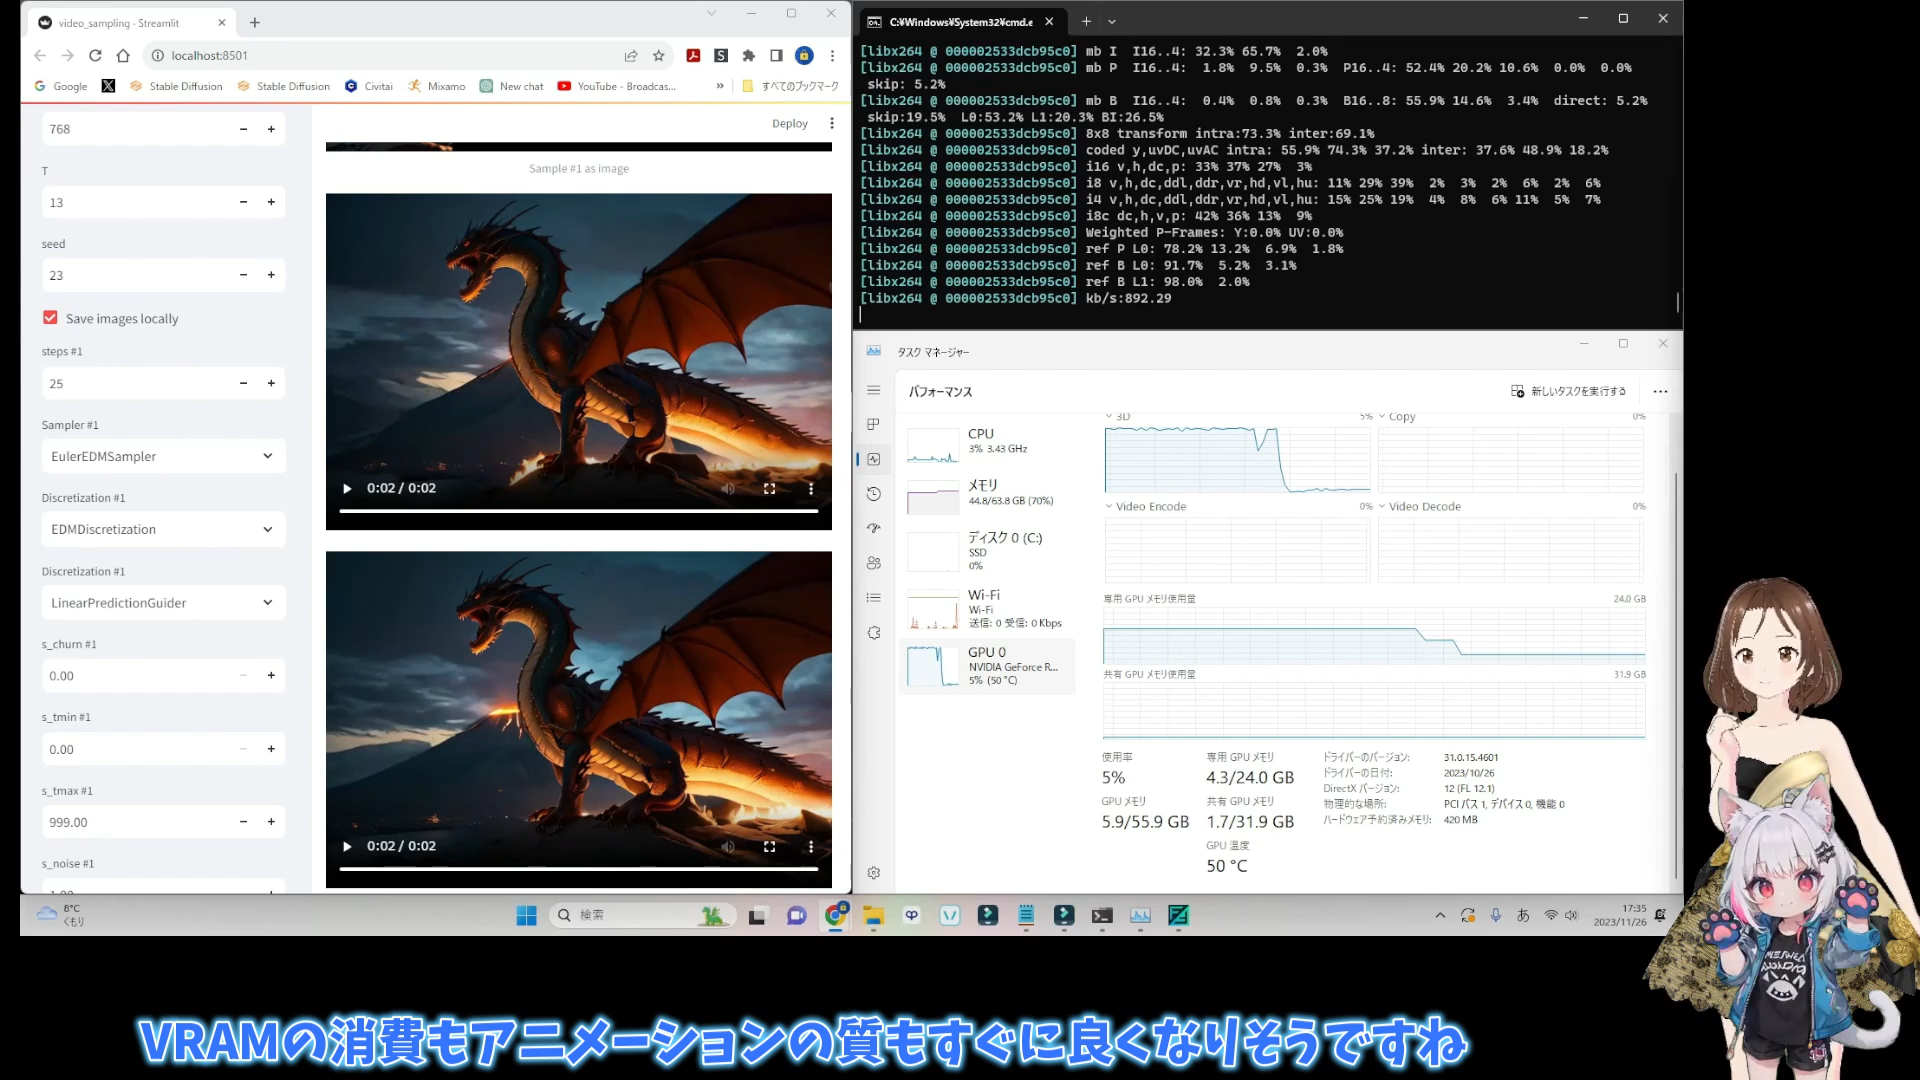 video_sampling · Streamlit
localhost:8501
Google
Stable Diffusion
Stable Diffusion
Civitai
Mixamo
New chat
YouTube - Broadcas...
»
すべてのブックマーク
768
T
13
seed
23
Save images locally
steps #1
25
Sampler #1
EulerEDMSampler
Discretization #1
EDMDiscretization
Discretization #1
LinearPredictionGuider
s_churn #1
0.00
s_tmin #1
0.00
s_tmax #1
999.00
s_noise #1
Deploy
Sample #1 as image
0:02 / 0:02
0:02 / 0:02
C:¥Windows¥System32¥cmd.e
[libx264 @ 000002533dcb95c0] mb I  I16..4: 32.3% 65.7%  2.0%
[libx264 @ 000002533dcb95c0] mb P  I16..4:  1.8%  9.5%  0.3%  P16..4: 52.4% 20.2% 10.6%  0.0%  0.0%
skip: 5.2%
[libx264 @ 000002533dcb95c0] mb B  I16..4:  0.4%  0.8%  0.3%  B16..8: 55.9% 14.6%  3.4%  direct: 5.2%
skip:19.5%  L0:53.2% L1:20.3% BI:26.5%
[libx264 @ 000002533dcb95c0] 8x8 transform intra:73.3% inter:69.1%
[libx264 @ 000002533dcb95c0] coded y,uvDC,uvAC intra: 55.9% 74.3% 37.2% inter: 37.6% 48.9% 18.2%
[libx264 @ 000002533dcb95c0] i16 v,h,dc,p: 33% 37% 27%  3%
[libx264 @ 000002533dcb95c0] i8 v,h,dc,ddl,ddr,vr,hd,vl,hu: 11% 29% 39%  2%  3%  2%  6%  2%  6%
[libx264 @ 000002533dcb95c0] i4 v,h,dc,ddl,ddr,vr,hd,vl,hu: 15% 25% 19%  4%  8%  6% 11%  5%  7%
[libx264 @ 000002533dcb95c0] i8c dc,h,v,p: 42% 36% 13%  9%
[libx264 @ 000002533dcb95c0] Weighted P-Frames: Y:0.0% UV:0.0%
[libx264 @ 000002533dcb95c0] ref P L0: 78.2% 13.2%  6.9%  1.8%
[libx264 @ 000002533dcb95c0] ref B L0: 91.7%  5.2%  3.1%
[libx264 @ 000002533dcb95c0] ref B L1: 98.0%  2.0%
[libx264 @ 000002533dcb95c0] kb/s:892.29
タスク マネージャー
パフォーマンス
新しいタスクを実行する
CPU
3% 3.43 GHz
メモリ
44.8/63.8 GB (70%)
ディスク 0 (C:)
SSD
0%
Wi-Fi
Wi-Fi
送信: 0 受信: 0 Kbps
GPU 0
NVIDIA GeForce R...
5% (50 °C)
3D 5%
Copy 0%
Video Encode 0%
Video Decode 0%
専用 GPU メモリ使用量 24.0 GB
共有 GPU メモリ使用量 31.9 GB
使用率
5%
専用 GPU メモリ
4.3/24.0 GB
GPU メモリ
5.9/55.9 GB
共有 GPU メモリ
1.7/31.9 GB
GPU 温度
50 °C
ドライバーのバージョン: 31.0.15.4601
ドライバーの日付: 2023/10/26
DirectX バージョン: 12 (FL 12.1)
物理的な場所: PCI バス 1, デバイス 0, 機能 0
ハードウェア予約済みメモリ: 420 MB
8°C
くもり
検索
あ
17:35
2023/11/26
VRAMの消費もアニメーションの質もすぐに良くなりそうですね